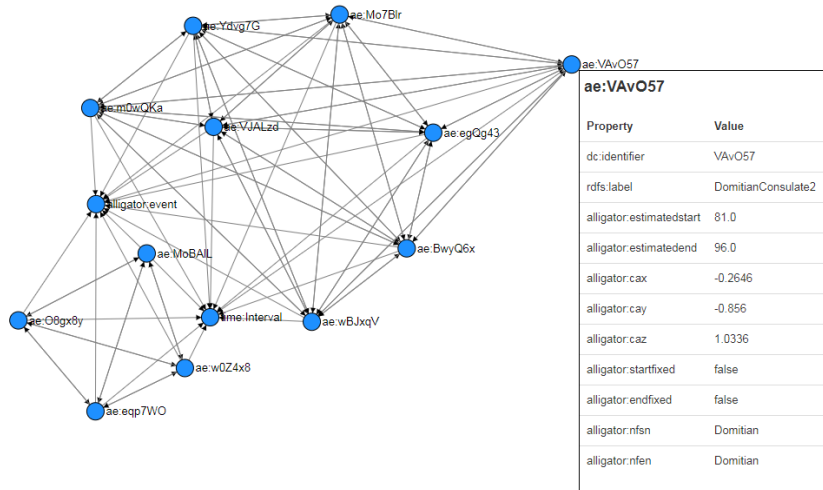 ae:Mo7Blr
ae:Ydvg7G
ae:VAvO57
ae:VAvO57
ae:m0wQKa
ae:VJALzd
ae:egQg43
Property Value
dc:identifier VAvO57
rdfs:label DomitianConsulate2
alligator:event
alligator:estimatedstart 81.0
alligator:estimatedend 96.0
ae:MoBAlL
ae:BwyQ6x
alligator:cax -0.2646
alligator:cay -0.856
ae:O8gx8y
time:Interval
ae:wBJxqV
alligator:caz 1.0336
ae:w0Z4x8
alligator:startfixed false
alligator:endfixed false
ae:eqp7WO
alligator:nfsn Domitian
alligator:nfen Domitian